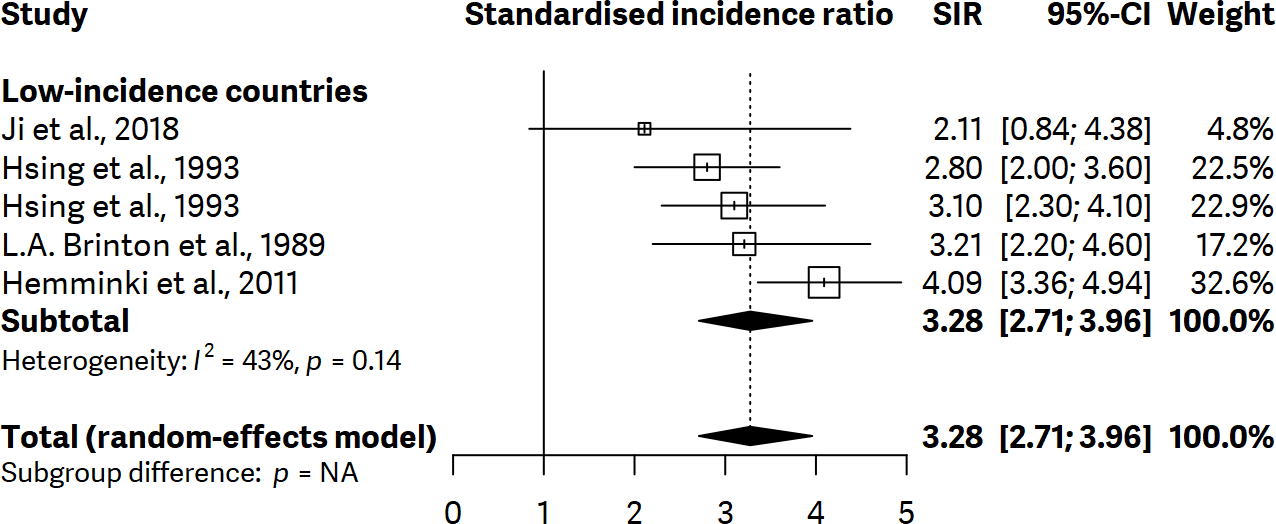 Study Standardised incidence ratio SIR 95%-CI Weight
Low-incidence countries
Ji et al., 2018 2.11 [0.84; 4.38] 4.8%
Hsing et al., 1993 2.80 [2.00; 3.60] 22.5%
Hsing et al., 1993 3.10 [2.30; 4.10] 22.9%
L.A. Brinton et al., 1989 3.21 [2.20; 4.60] 17.2%
Hemminki et al., 2011 4.09 [3.36; 4.94] 32.6%
Subtotal 3.28 [2.71; 3.96] 100.0%
Heterogeneity: I² = 43%, p = 0.14
Total (random-effects model) 3.28 [2.71; 3.96] 100.0%
Subgroup difference: p = NA
0 1 2 3 4 5